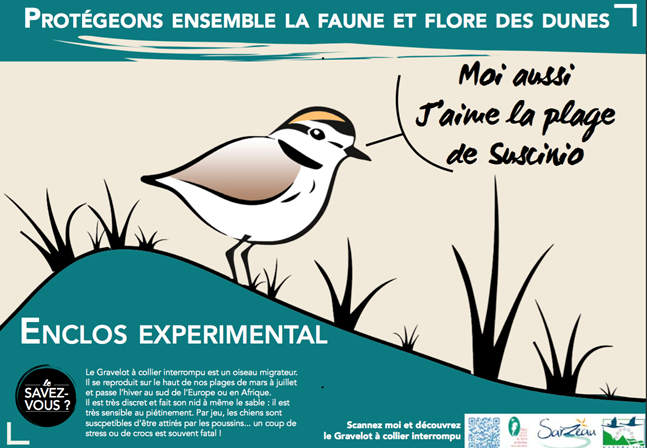 PROTÉGEONS ENSEMBLE LA FAUNE ET FLORE DES DUNES
Moi aussi
J'aime la plage
de Suscinio
ENCLOS EXPERIMENTAL
le
SAVEZ-
VOUS ?
Le Gravelot à collier interrompu est un oiseau migrateur.
Il se reproduit sur le haut de nos plages de mars à juillet
et passe l'hiver au sud de l'Europe ou en Afrique.
Il est très discret et fait son nid à même le sable : il est
très sensible au piétinement. Par jeu, les chiens sont
suspetibles d'être attirés par les poussins... un coup de
stress ou de crocs est souvent fatal !
Scannez moi et découvrez
le Gravelot à collier interrompu
Sarzeau